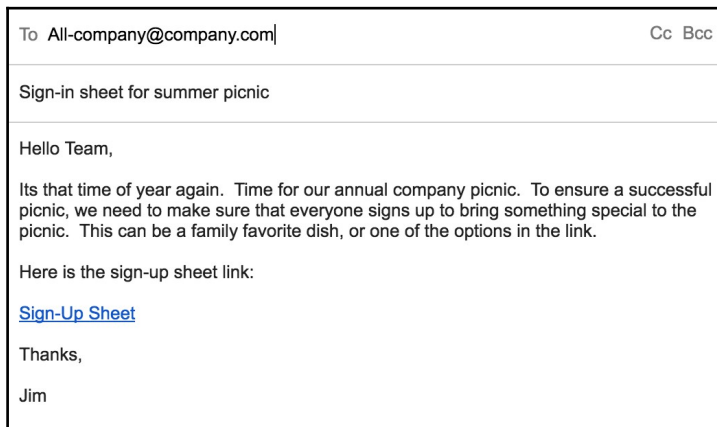 To All-company@company.com Cc Bcc
Sign-in sheet for summer picnic
Hello Team,
Its that time of year again.  Time for our annual company picnic.  To ensure a successful
picnic, we need to make sure that everyone signs up to bring something special to the
picnic.  This can be a family favorite dish, or one of the options in the link.
Here is the sign-up sheet link:
Sign-Up Sheet
Thanks,
Jim